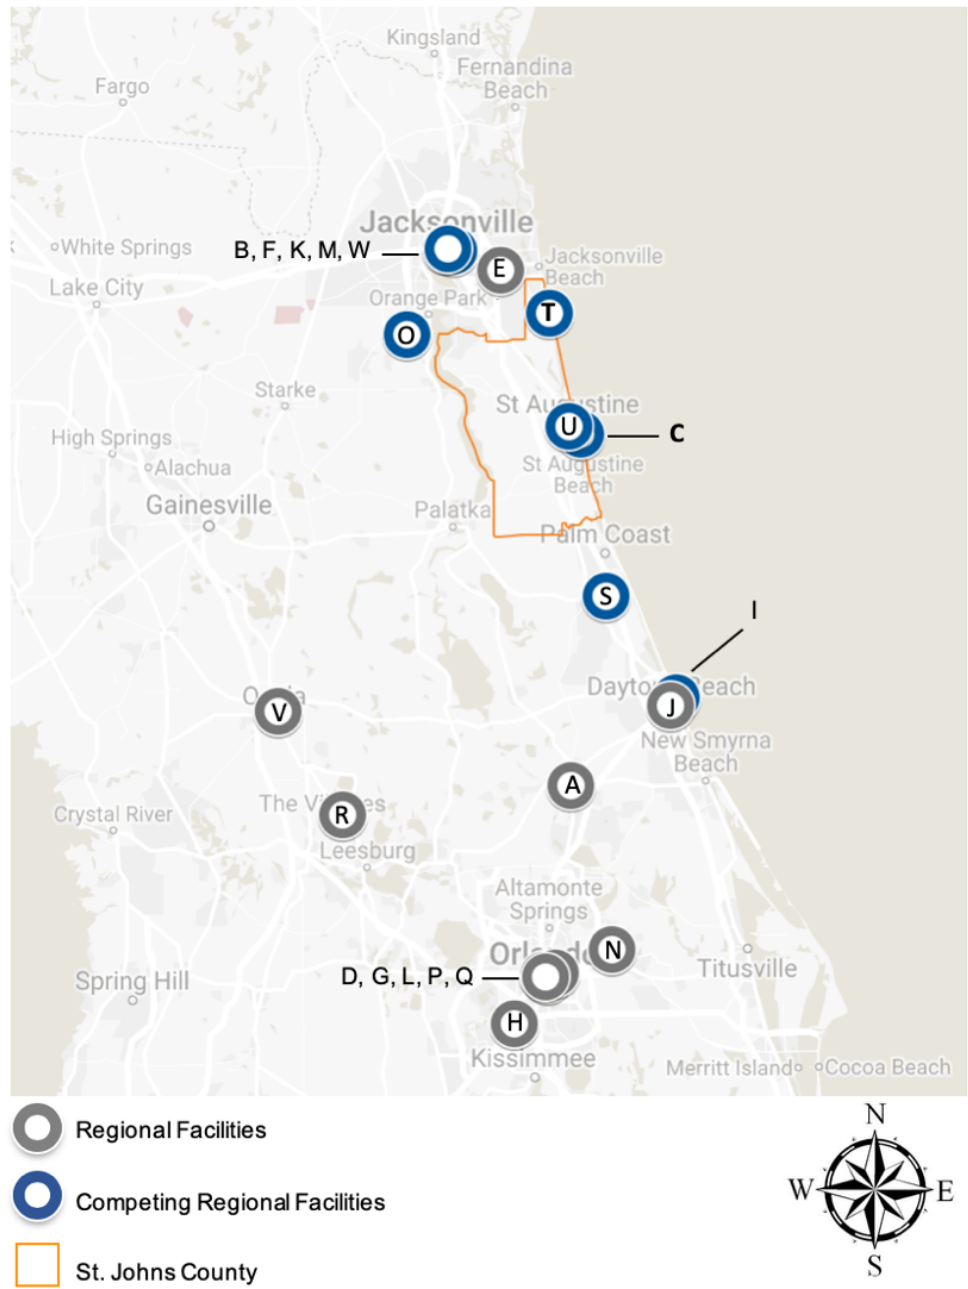 Kingsland
Fernandina
Beach
Fargo
Jacksonville
B, F, K, M, W
E
White Springs
Jacksonville
Beach
Lake City
Orange Park
T
O
Starke
St Augustine
U
C
High Springs
Alachua
St Augustine
Beach
Gainesville
Palatka
Palm Coast
S
I
Daytona Beach
J
Ocala
V
New Smyrna
Beach
A
The Villages
R
Crystal River
Leesburg
Altamonte
Springs
Orlando
N
D, G, L, P, Q
Titusville
Spring Hill
H
Kissimmee
Merritt Island
Cocoa Beach
Regional Facilities
Competing Regional Facilities
St. Johns County
N
W
E
S